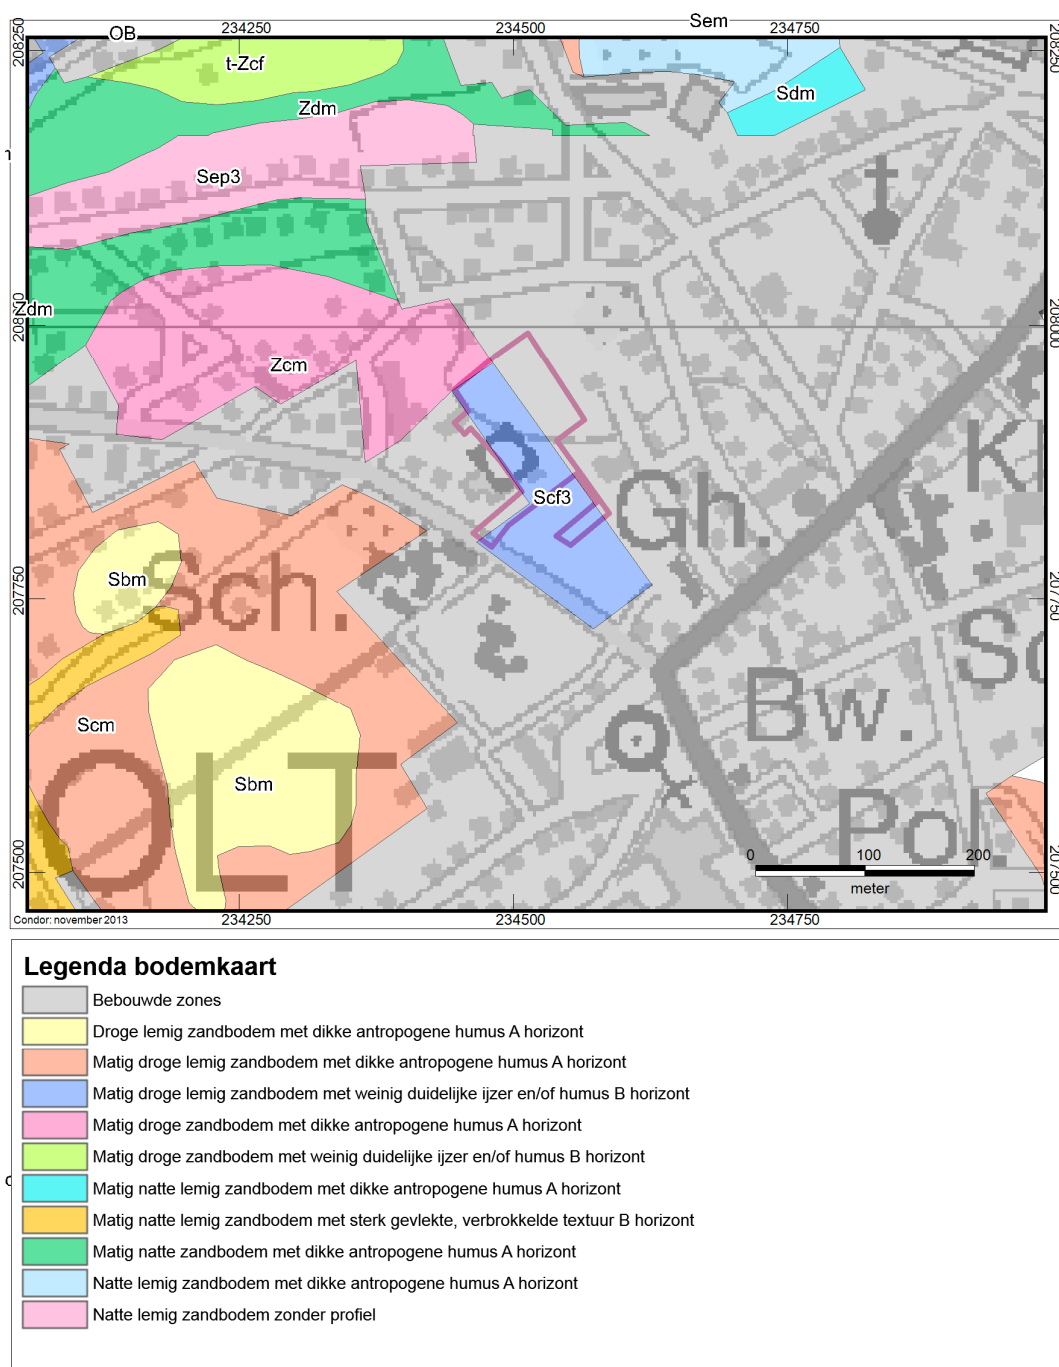 OB
Sem
234250
234500
234750
208250
208250
t-Zcf
Sdm
Zdm
Sep3
Zdm
208000
Zcm
K
Scf3
Gh.
Sbm
Sch.
207750
207750
Bw.
Scm
Sbm
OLT
Pol.
0 100 200
meter
207500
207500
Condor: november 2013
234250
234500
234750
Legenda bodemkaart
Bebouwde zones
Droge lemig zandbodem met dikke antropogene humus A horizont
Matig droge lemig zandbodem met dikke antropogene humus A horizont
Matig droge lemig zandbodem met weinig duidelijke ijzer en/of humus B horizont
Matig droge zandbodem met dikke antropogene humus A horizont
Matig droge zandbodem met weinig duidelijke ijzer en/of humus B horizont
Matig natte lemig zandbodem met dikke antropogene humus A horizont
Matig natte lemig zandbodem met sterk gevlekte, verbrokkelde textuur B horizont
Matig natte zandbodem met dikke antropogene humus A horizont
Natte lemig zandbodem met dikke antropogene humus A horizont
Natte lemig zandbodem zonder profiel